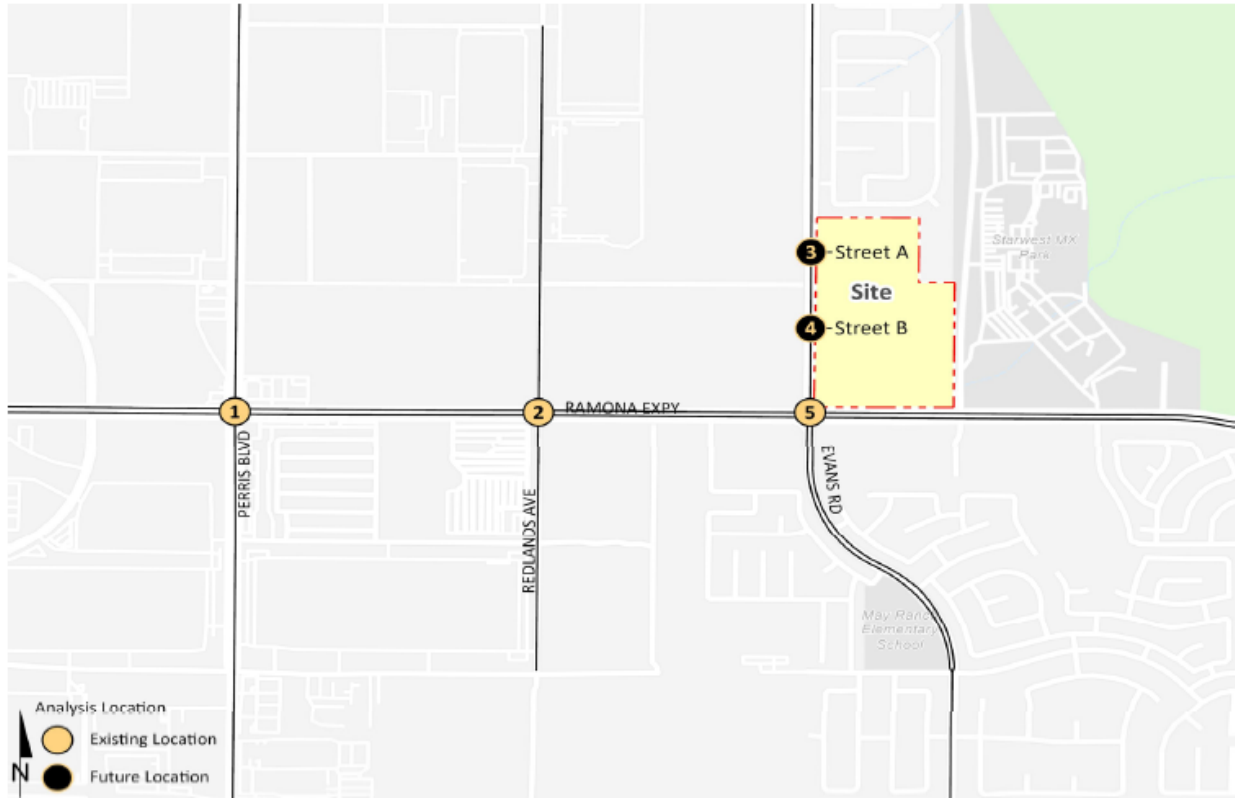 3
Street A
Starwest MX
Park
Site
4
Street B
1
2
RAMONA EXPY
5
PERRIS BLVD
REDLANDS AVE
EVANS RD
May Ranch
Elementary
School
Analysis Location
Existing Location
N
Future Location